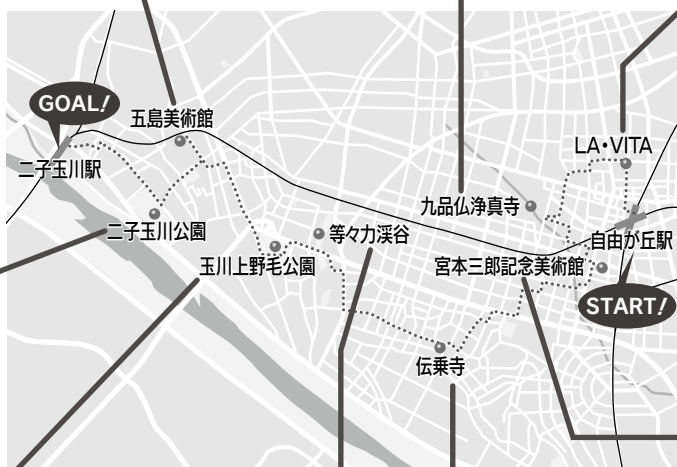 GOAL!
五島美術館
LA・VITA
二子玉川駅
九品仏浄真寺
二子玉川公園
等々力渓谷
自由が丘駅
玉川上野毛公園
宮本三郎記念美術館
START!
伝乗寺